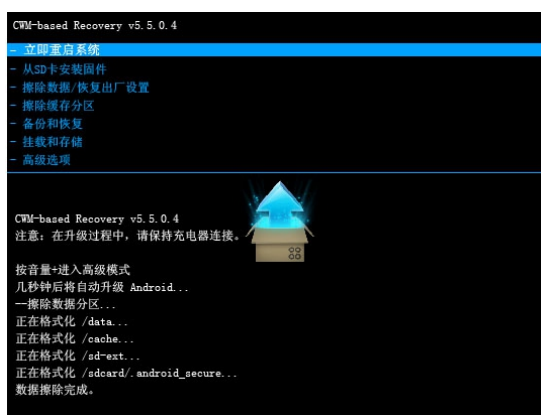 CWM-based Recovery v5.5.0.4
- 立即重启系统
- 从SD卡安装固件
- 擦除数据/恢复出厂设置
- 擦除缓存分区
- 备份和恢复
- 挂载和存储
- 高级选项
CWM-based Recovery v5.5.0.4
注意：在升级过程中，请保持充电器连接。
按音量+进入高级模式
几秒钟后将自动升级 Android...
--擦除数据分区...
正在格式化 /data...
正在格式化 /cache...
正在格式化 /sd-ext...
正在格式化 /sdcard/.android_secure...
数据擦除完成。